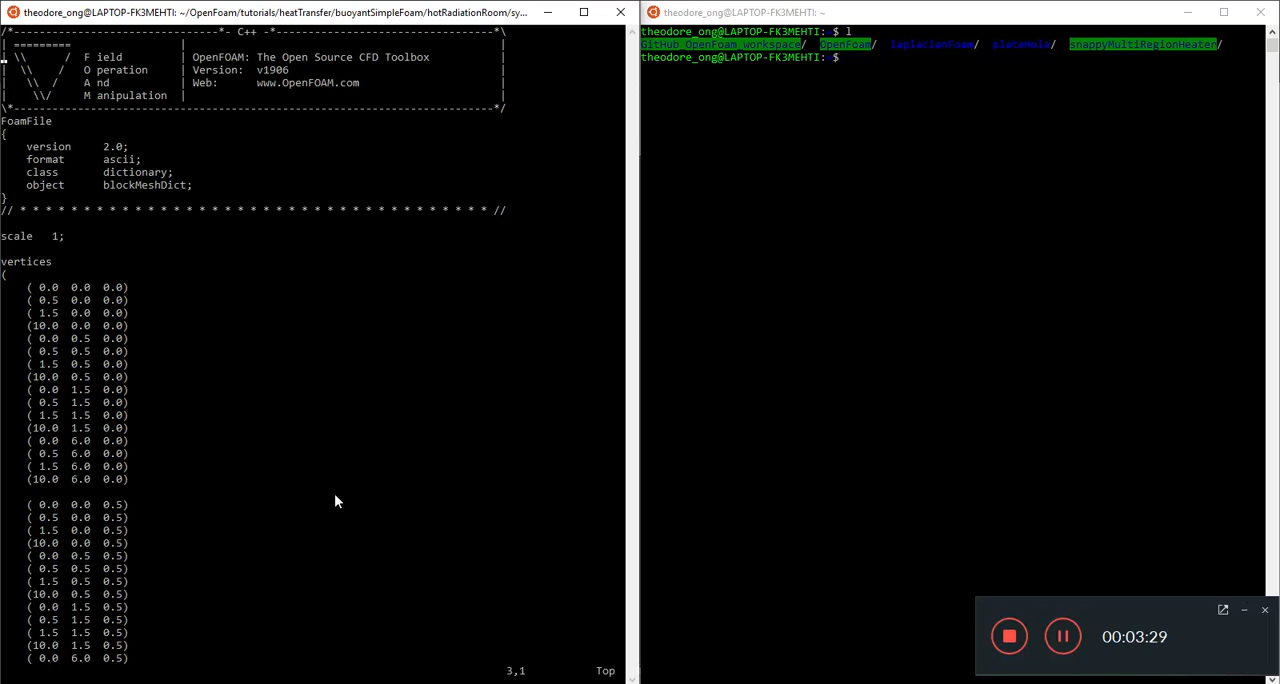 theodore_ong@LAPTOP-FK3MEHTI: ~/OpenFoam/tutorials/heatTransfer/buoyantSimpleFoam/hotRadiationRoom/sy...
/*--------------------------------*- C++ -*----------------------------------*\
| =========                 |                                                 |
| \\      /  F ield         | OpenFOAM: The Open Source CFD Toolbox           |
|  \\    /   O peration     | Version:  v1906                                 |
|   \\  /    A nd           | Web:      www.OpenFOAM.com                      |
|    \\/     M anipulation  |                                                 |
\*---------------------------------------------------------------------------*/
FoamFile
{
    version     2.0;
    format      ascii;
    class       dictionary;
    object      blockMeshDict;
}
// * * * * * * * * * * * * * * * * * * * * * * * * * * * * * * * * * * * * * //
scale   1;
vertices
(
    ( 0.0  0.0  0.0)
    ( 0.5  0.0  0.0)
    ( 1.5  0.0  0.0)
    (10.0  0.0  0.0)
    ( 0.0  0.5  0.0)
    ( 0.5  0.5  0.0)
    ( 1.5  0.5  0.0)
    (10.0  0.5  0.0)
    ( 0.0  1.5  0.0)
    ( 0.5  1.5  0.0)
    ( 1.5  1.5  0.0)
    (10.0  1.5  0.0)
    ( 0.0  6.0  0.0)
    ( 0.5  6.0  0.0)
    ( 1.5  6.0  0.0)
    (10.0  6.0  0.0)
    ( 0.0  0.0  0.5)
    ( 0.5  0.0  0.5)
    ( 1.5  0.0  0.5)
    (10.0  0.0  0.5)
    ( 0.0  0.5  0.5)
    ( 0.5  0.5  0.5)
    ( 1.5  0.5  0.5)
    (10.0  0.5  0.5)
    ( 0.0  1.5  0.5)
    ( 0.5  1.5  0.5)
    ( 1.5  1.5  0.5)
    (10.0  1.5  0.5)
    ( 0.0  6.0  0.5)
3,1 Top
theodore_ong@LAPTOP-FK3MEHTI: ~
theodore_ong@LAPTOP-FK3MEHTI:~$ l
GitHub_OpenFoam_workspace/  OpenFoam/  laplacianFoam/  plateHole/  snappyMultiRegionHeater/
theodore_ong@LAPTOP-FK3MEHTI:~$
00:03:29